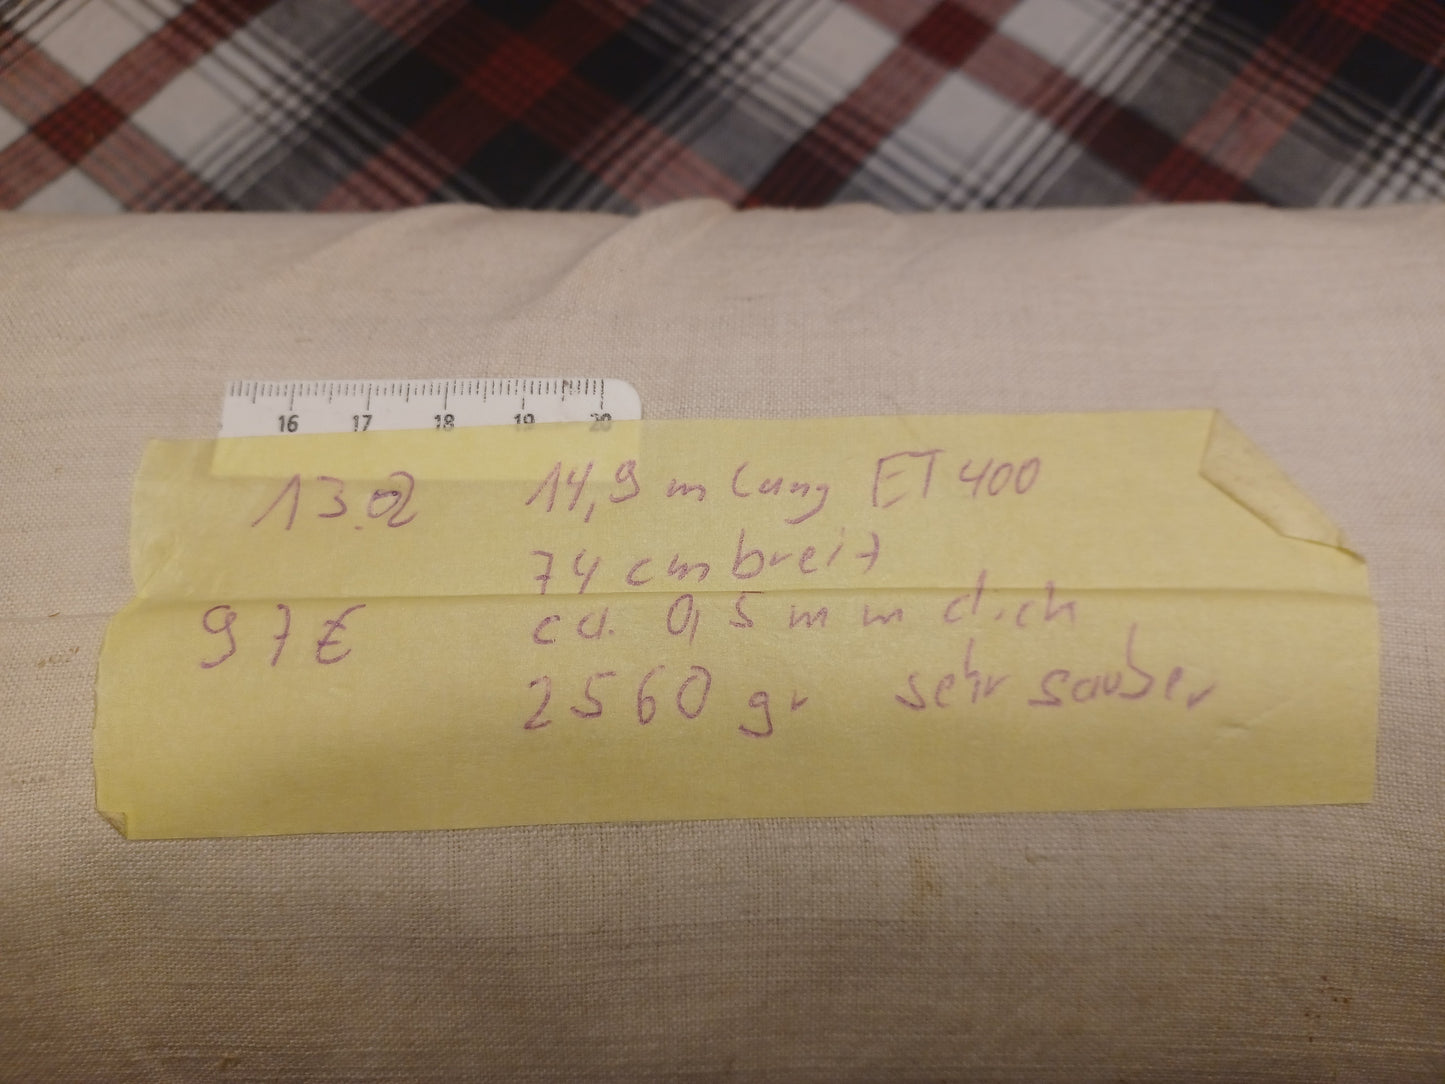 16 17 18 19 20
13.02 14,9 m lang ET 400
74 cm breit
97€ ca. 0,5 mm dick
2560 gr sehr sauber